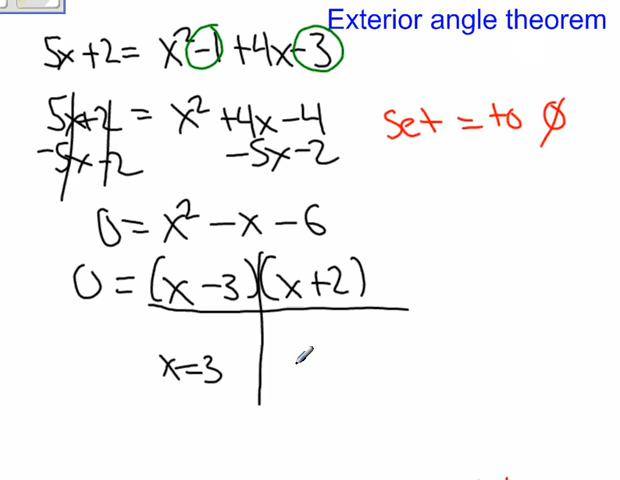 Exterior angle theorem
5x+2= x²-1+4x-3
5x+2 = x²+4x-4
set = to 0
-5x-2 -5x-2
0=x²-x-6
0=(x-3)(x+2)
x=3